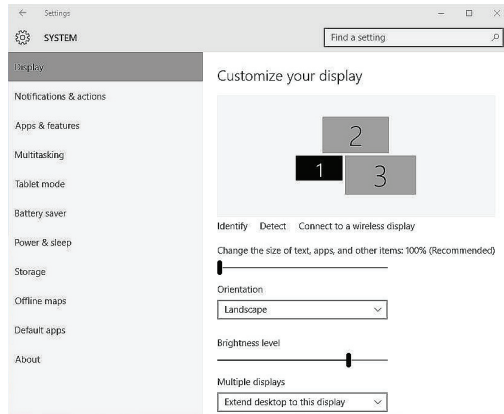 Settings
SYSTEM
Find a setting
Display
Notifications & actions
Apps & features
Multitasking
Tablet mode
Battery saver
Power & sleep
Storage
Offline maps
Default apps
About
Customize your display
2
1
3
Identify Detect Connect to a wireless display
Change the size of text, apps, and other items: 100% (Recommended)
Orientation
Landscape
Brightness level
Multiple displays
Extend desktop to this display